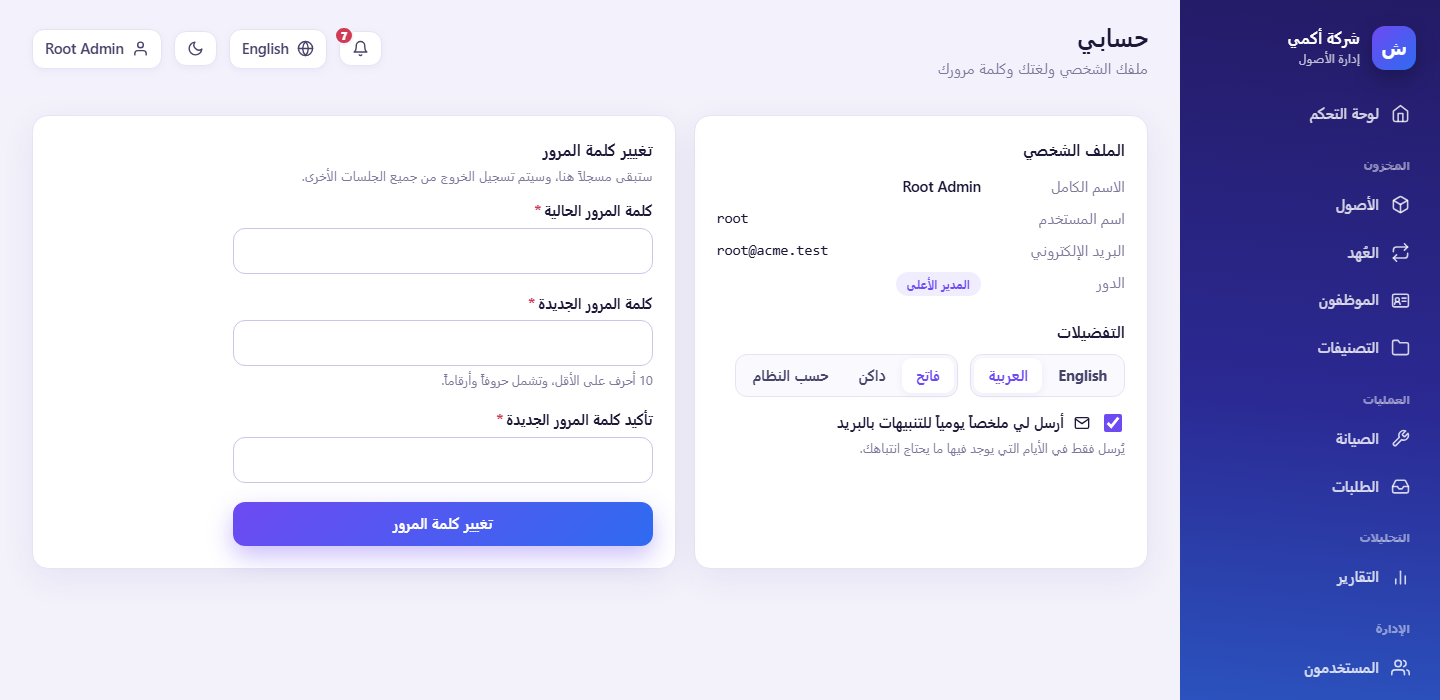 ش
شركة أكمي
إدارة الأصول
لوحة التحكم
المخزون
الأصول
العُهد
الموظفون
التصنيفات
العمليات
الصيانة
الطلبات
التحليلات
التقارير
الإدارة
المستخدمون
حسابي
ملفك الشخصي ولغتك وكلمة مرورك
7
English
Root Admin
الملف الشخصي
الاسم الكامل Root Admin
اسم المستخدم root
البريد الإلكتروني root@acme.test
الدور المدير الأعلى
التفضيلات
English العربية فاتح داكن حسب النظام
أرسل لي ملخصاً يومياً للتنبيهات بالبريد
يُرسل فقط في الأيام التي يوجد فيها ما يحتاج انتباهك.
تغيير كلمة المرور
ستبقى مسجلاً هنا، وسيتم تسجيل الخروج من جميع الجلسات الأخرى.
كلمة المرور الحالية *
كلمة المرور الجديدة *
10 أحرف على الأقل، وتشمل حروفاً وأرقاماً.
تأكيد كلمة المرور الجديدة *
تغيير كلمة المرور